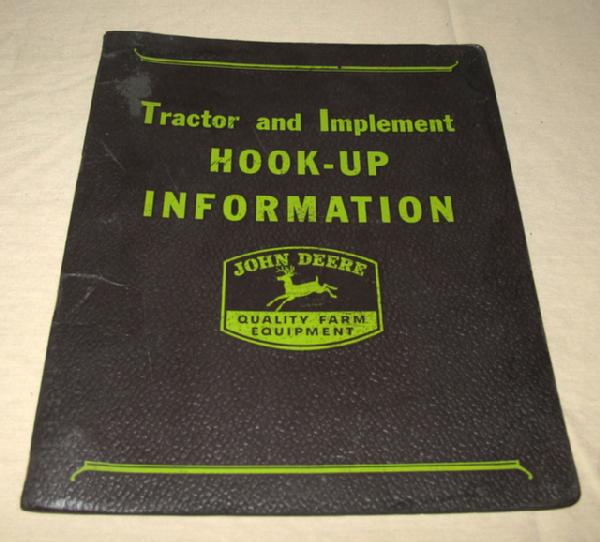 Tractor and Implement
HOOK-UP
INFORMATION
JOHN DEERE
QUALITY FARM
EQUIPMENT